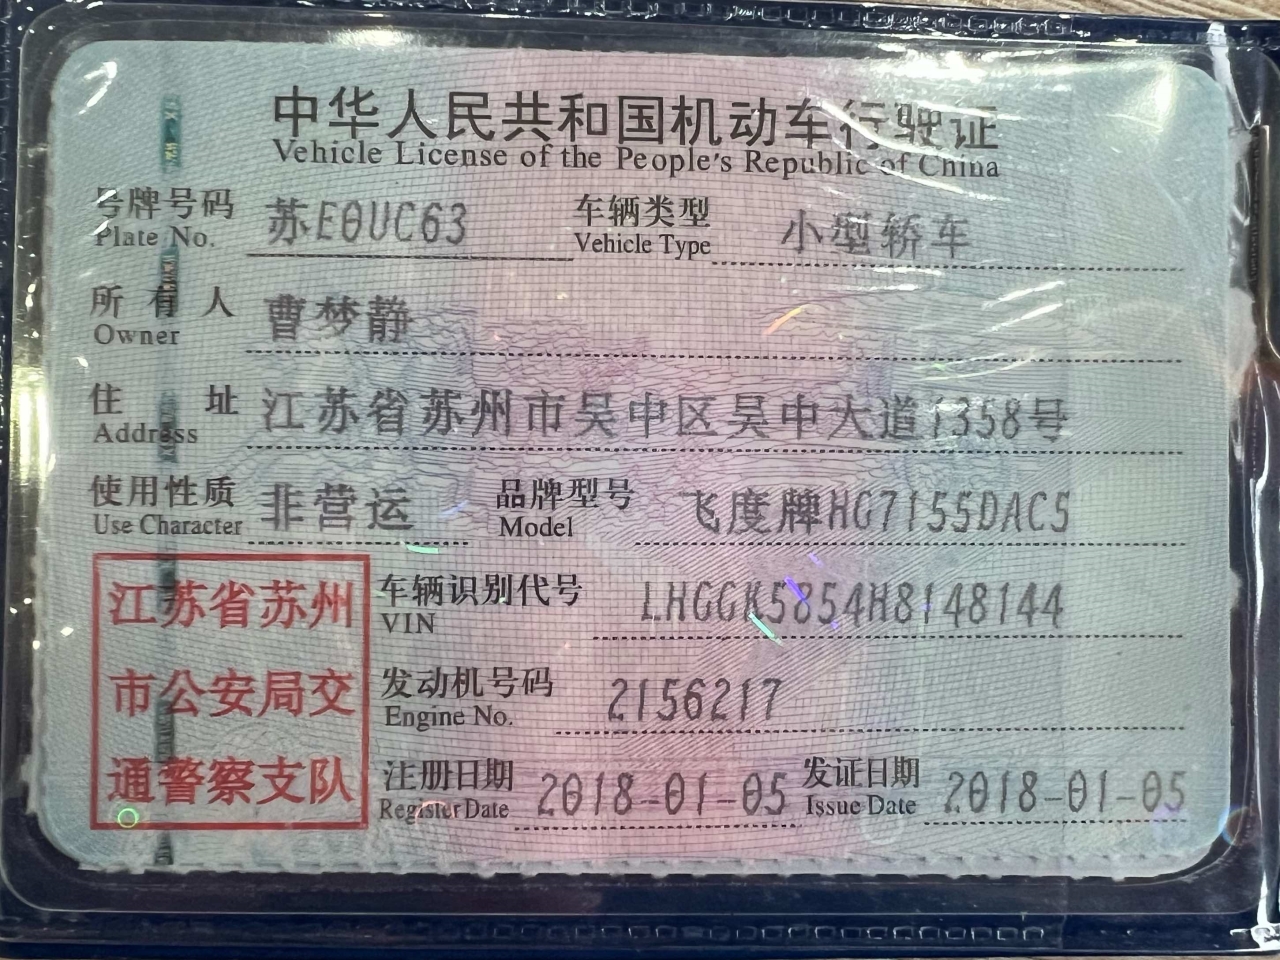 中华人民共和国机动车行驶证
Vehicle License of the People's Republic of China
号牌号码 苏E0UC63 车辆类型 小型轿车
Plate No. Vehicle Type
所有人 曹梦静
Owner
住址 江苏省苏州市吴中区吴中大道1358号
Address
使用性质 非营运 品牌型号 飞度牌HG7155DAC5
Use Character Model
江苏省苏州
市公安局交
通警察支队
车辆识别代号 LHGGK5854H8148144
VIN
发动机号码 2156217
Engine No.
注册日期 2018-01-05 发证日期 2018-01-05
Register Date Issue Date